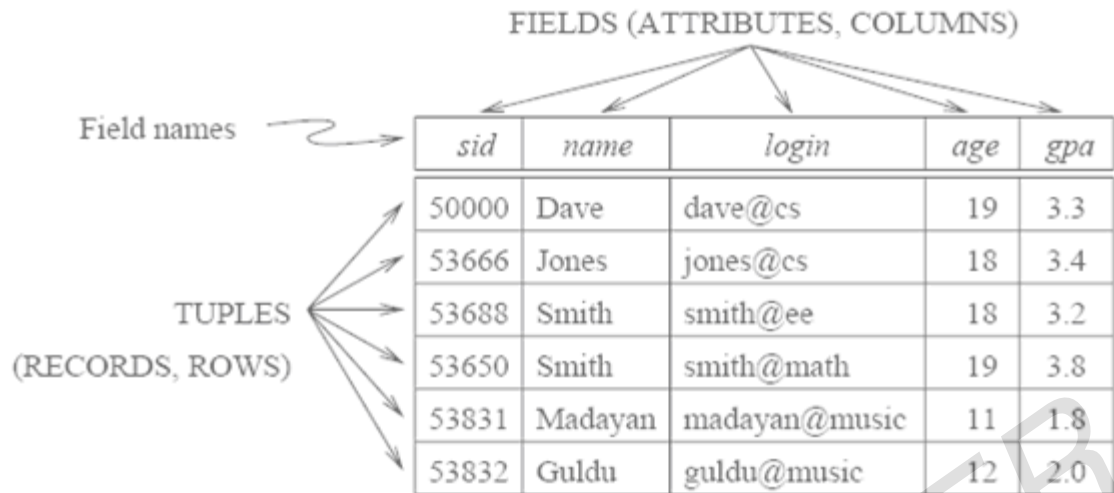 FIELDS (ATTRIBUTES, COLUMNS)
Field names
sid name login age gpa
50000 Dave dave@cs 19 3.3
53666 Jones jones@cs 18 3.4
53688 Smith smith@ee 18 3.2
53650 Smith smith@math 19 3.8
53831 Madayan madayan@music 11 1.8
53832 Guldu guldu@music 12 2.0
TUPLES
(RECORDS, ROWS)